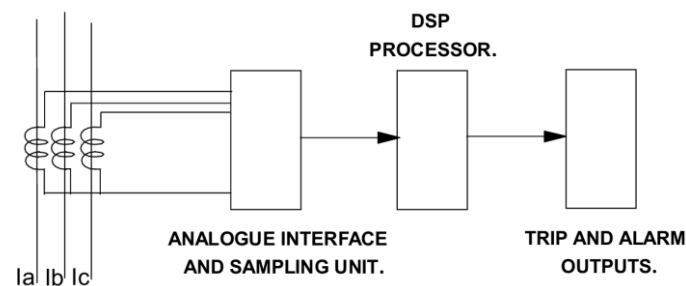 DSP
PROCESSOR.
ANALOGUE INTERFACE
AND SAMPLING UNIT.
TRIP AND ALARM
OUTPUTS.
Ia Ib Ic